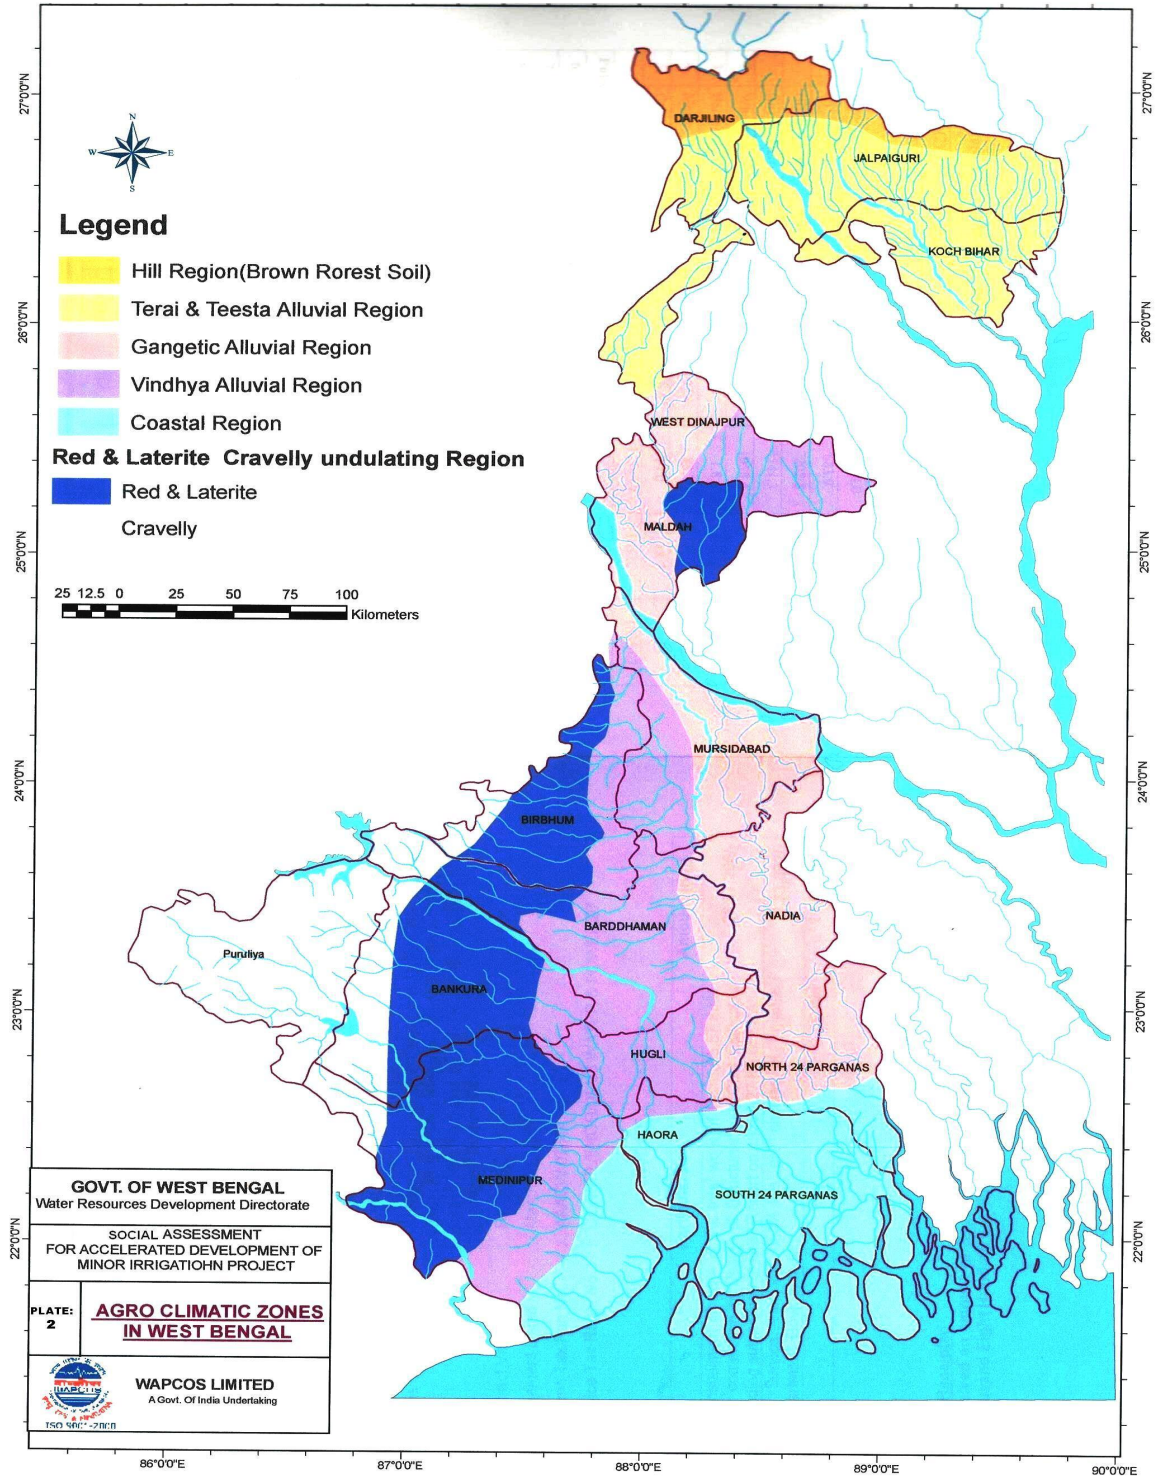 N
W
E
S
Legend
Hill Region(Brown Rorest Soil)
Terai & Teesta Alluvial Region
Gangetic Alluvial Region
Vindhya Alluvial Region
Coastal Region
Red & Laterite Cravelly undulating Region
Red & Laterite
Cravelly
25 12.5 0 25 50 75 100
Kilometers
DARJILING
JALPAIGURI
KOCH BIHAR
WEST DINAJPUR
MALDAH
MURSIDABAD
BIRBHUM
NADIA
BARDDHAMAN
Puruliya
BANKURA
HUGLI
NORTH 24 PARGANAS
HAORA
MEDINIPUR
SOUTH 24 PARGANAS
27°0'0"N
26°0'0"N
25°0'0"N
24°0'0"N
23°0'0"N
22°0'0"N
27°0'0"N
26°0'0"N
25°0'0"N
24°0'0"N
23°0'0"N
22°0'0"N
GOVT. OF WEST BENGAL
Water Resources Development Directorate
SOCIAL ASSESSMENT
FOR ACCELERATED DEVELOPMENT OF
MINOR IRRIGATIOHN PROJECT
PLATE:
2
AGRO CLIMATIC ZONES
IN WEST BENGAL
WAPCOS LIMITED
A Govt. Of India Undertaking
WAPCOS
ISO 9001-2000
86°0'0"E 87°0'0"E 88°0'0"E 89°0'0"E 90°0'0"E